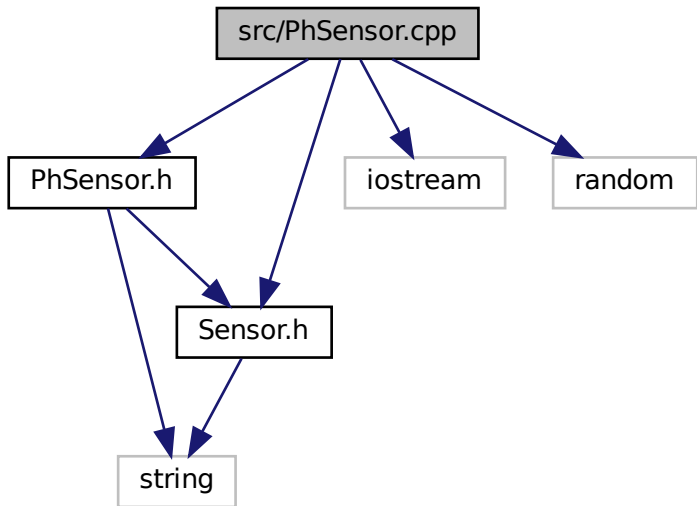 src/PhSensor.cpp
PhSensor.h
iostream
random
Sensor.h
string